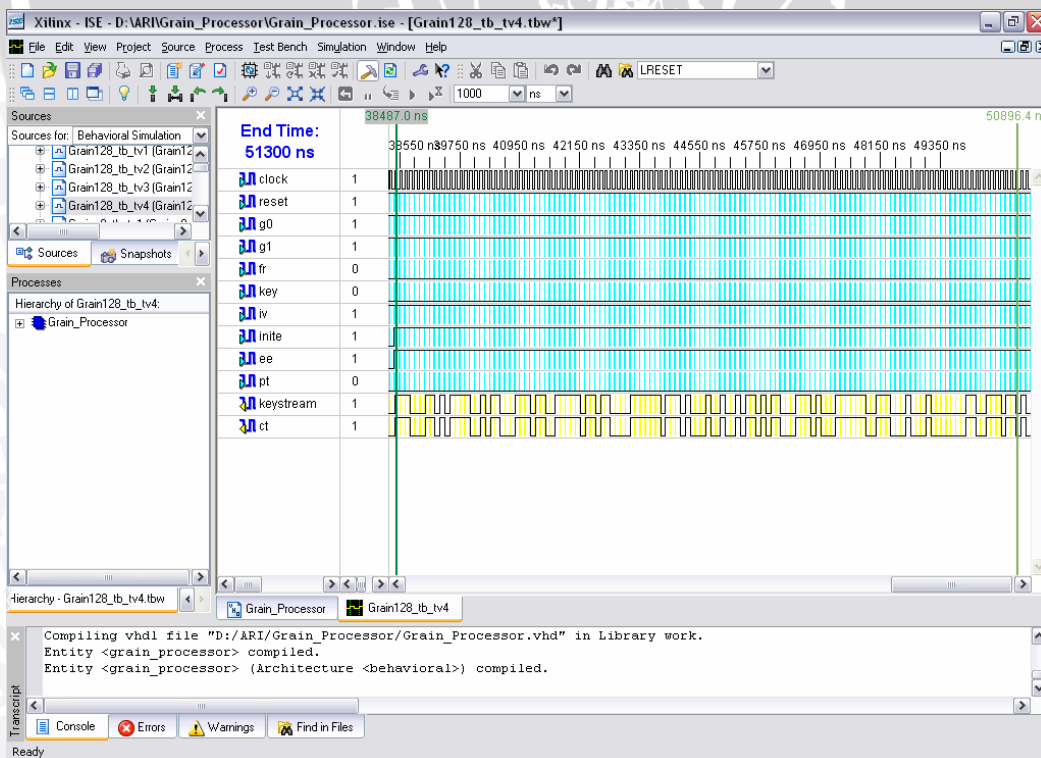 Xilinx - ISE - D:\ARI\Grain_Processor\Grain_Processor.ise - [Grain128_tb_tv4.tbw*]
File Edit View Project Source Process Test Bench Simulation Window Help
LRESET
1000 ns
Sources
Sources for: Behavioral Simulation
Grain128_tb_tv1 (Grain12
Grain128_tb_tv2 (Grain12
Grain128_tb_tv3 (Grain12
Grain128_tb_tv4 (Grain12
Sources Snapshots
Processes
Hierarchy of Grain128_tb_tv4:
Grain_Processor
Hierarchy - Grain128_tb_tv4.tbw
End Time:
51300 ns
38487.0 ns 50896.4 n
38550 ns 39750 ns 40950 ns 42150 ns 43350 ns 44550 ns 45750 ns 46950 ns 48150 ns 49350 ns
clock 1
reset 1
g0 1
g1 1
fr 0
key 0
iv 1
inite 1
ee 1
pt 0
keystream 1
ct 1
Grain_Processor Grain128_tb_tv4
Compiling vhdl file "D:/ARI/Grain_Processor/Grain_Processor.vhd" in Library work.
Entity <grain_processor> compiled.
Entity <grain_processor> (Architecture <behavioral>) compiled.
Transcript
Console Errors Warnings Find in Files
Ready